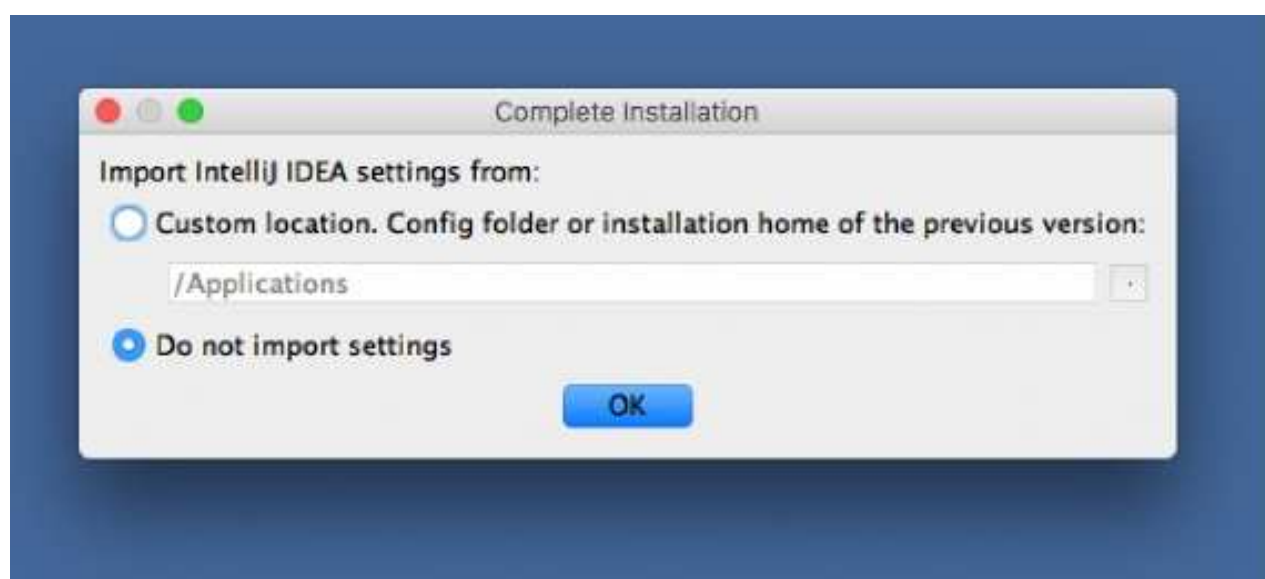 Complete Installation
Import IntelliJ IDEA settings from:
Custom location. Config folder or installation home of the previous version:
/Applications
Do not import settings
OK